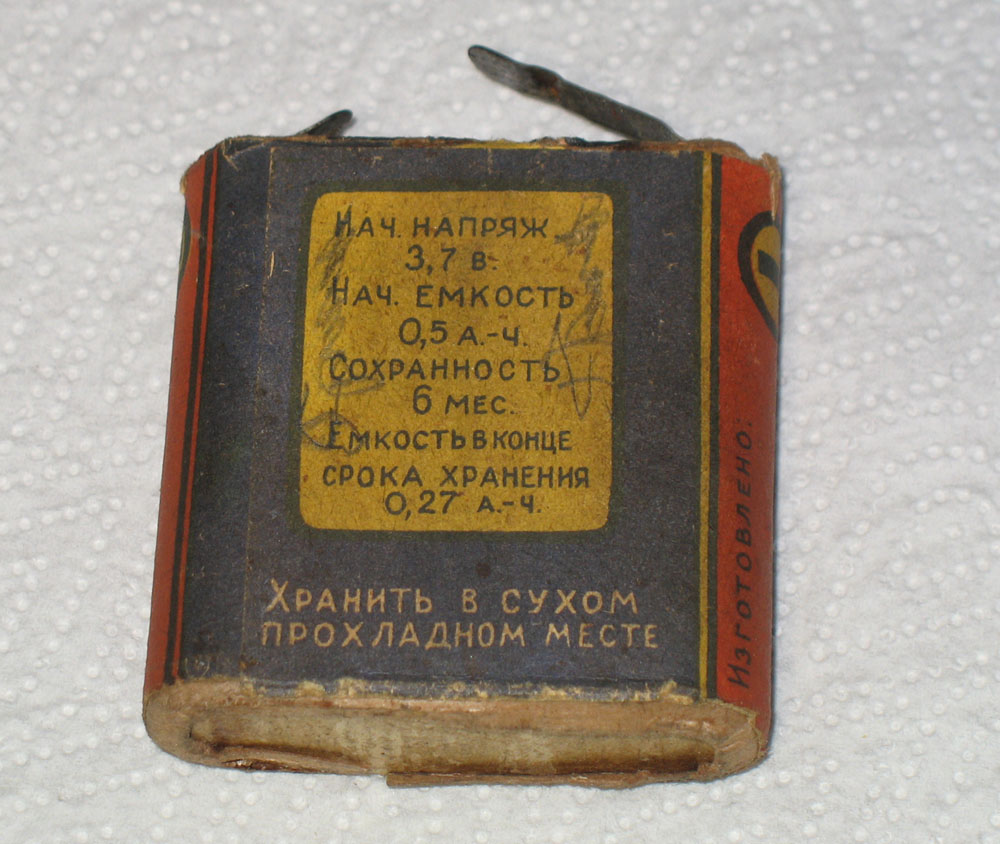 Нач. напряж
3,7 в.
Нач. емкость
0,5 а.-ч.
Сохранность
6 мес.
Емкость в конце
срока хранения
0,27 а.-ч.
Хранить в сухом
прохладном месте
Изготовлено: